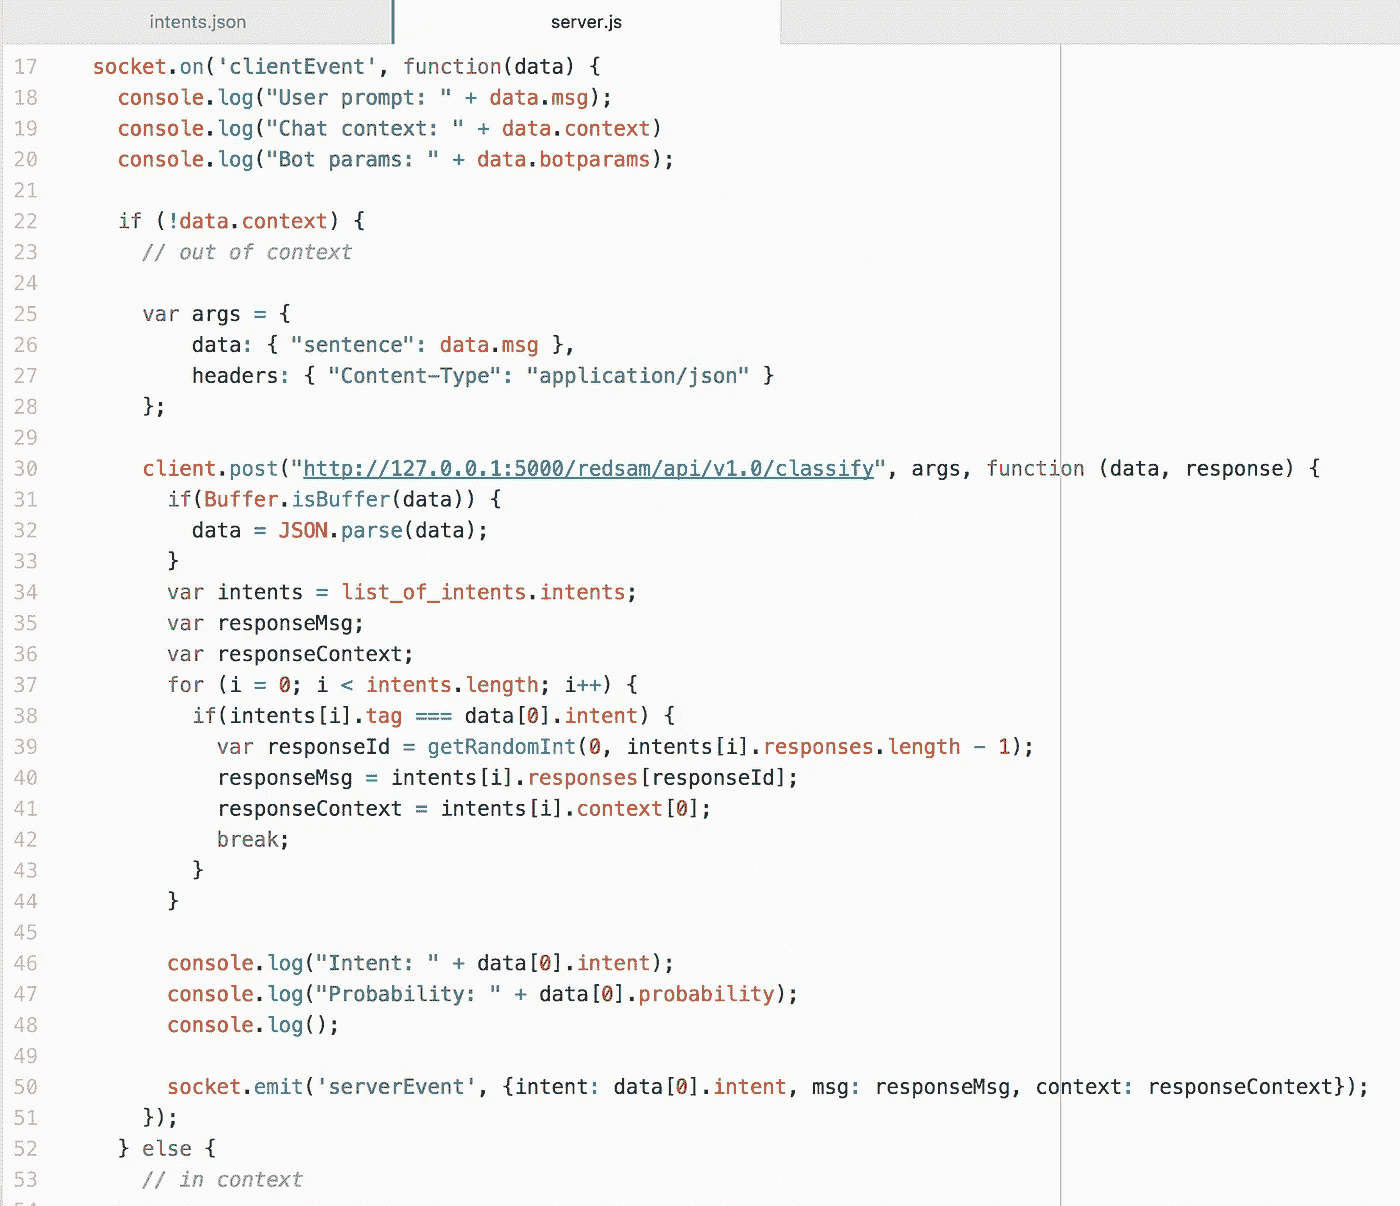 intents.json
server.js
17 socket.on('clientEvent', function(data) {
18 console.log("User prompt: " + data.msg);
19 console.log("Chat context: " + data.context)
20 console.log("Bot params: " + data.botparams);
21
22 if (!data.context) {
23 // out of context
24
25 var args = {
26 data: { "sentence": data.msg },
27 headers: { "Content-Type": "application/json" }
28 };
29
30 client.post("http://127.0.0.1:5000/redsam/api/v1.0/classify", args, function (data, response) {
31 if(Buffer.isBuffer(data)) {
32 data = JSON.parse(data);
33 }
34 var intents = list_of_intents.intents;
35 var responseMsg;
36 var responseContext;
37 for (i = 0; i < intents.length; i++) {
38 if(intents[i].tag === data[0].intent) {
39 var responseId = getRandomInt(0, intents[i].responses.length - 1);
40 responseMsg = intents[i].responses[responseId];
41 responseContext = intents[i].context[0];
42 break;
43 }
44 }
45
46 console.log("Intent: " + data[0].intent);
47 console.log("Probability: " + data[0].probability);
48 console.log();
49
50 socket.emit('serverEvent', {intent: data[0].intent, msg: responseMsg, context: responseContext});
51 });
52 } else {
53 // in context